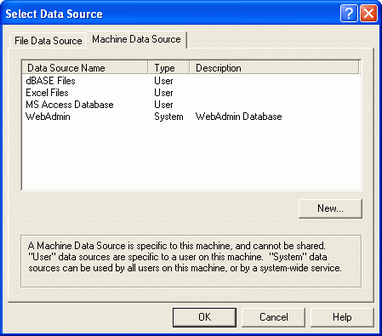 Select Data Source
File Data Source Machine Data Source
Data Source Name Type Description
dBASE Files User
Excel Files User
MS Access Database User
WebAdmin System WebAdmin Database
New...
A Machine Data Source is specific to this machine, and cannot be shared.
"User" data sources are specific to a user on this machine. "System" data
sources can be used by all users on this machine, or by a system-wide service.
OK Cancel Help